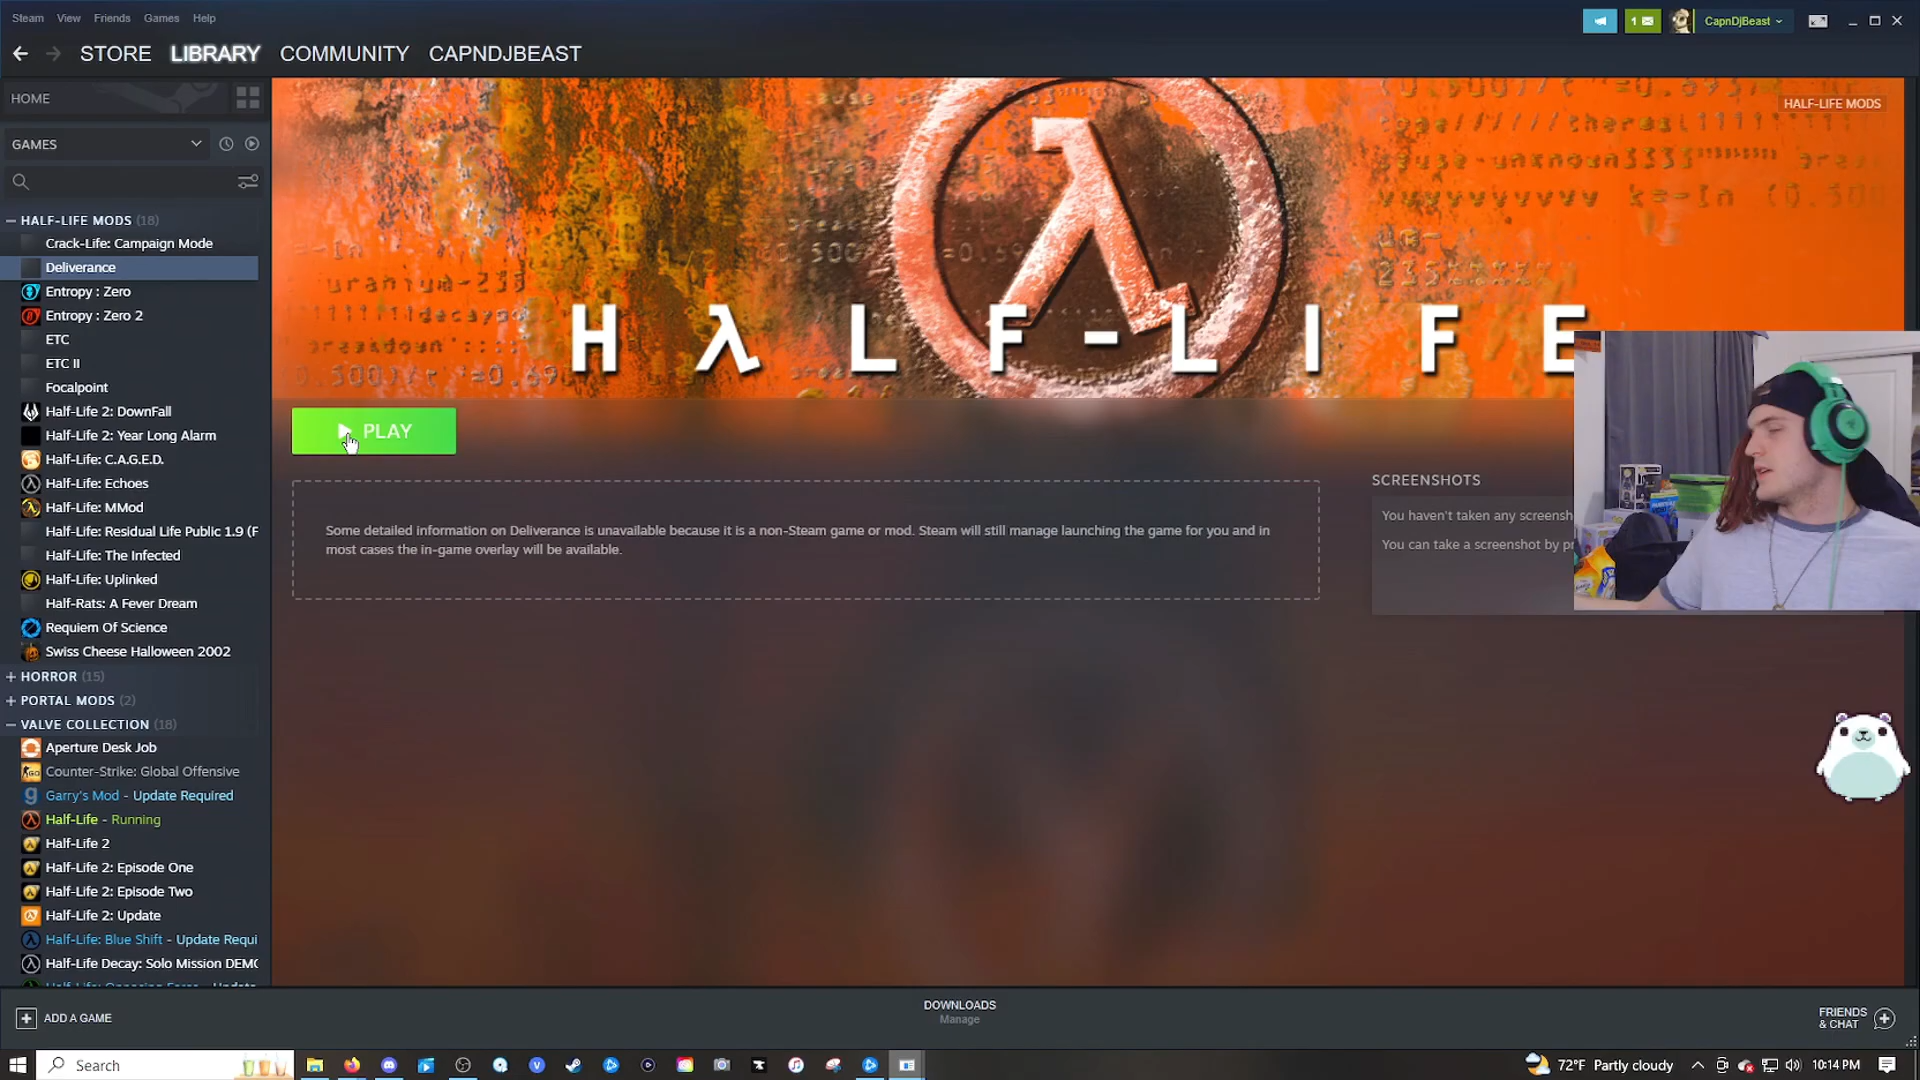 Steam View Friends Games Help
1
CapnDjBeast
STORE LIBRARY COMMUNITY CAPNDJBEAST
HOME
GAMES
HALF-LIFE MODS (18)
Crack-Life: Campaign Mode
Deliverance
Entropy : Zero
Entropy : Zero 2
ETC
ETC II
Focalpoint
Half-Life 2: DownFall
Half-Life 2: Year Long Alarm
Half-Life: C.A.G.E.D.
Half-Life: Echoes
Half-Life: MMod
Half-Life: Residual Life Public 1.9 (F
Half-Life: The Infected
Half-Life: Uplinked
Half-Rats: A Fever Dream
Requiem Of Science
Swiss Cheese Halloween 2002
HORROR (15)
PORTAL MODS (2)
VALVE COLLECTION (18)
Aperture Desk Job
Counter-Strike: Global Offensive
Garry's Mod - Update Required
Half-Life - Running
Half-Life 2
Half-Life 2: Episode One
Half-Life 2: Episode Two
Half-Life 2: Update
Half-Life: Blue Shift - Update Requi
Half-Life Decay: Solo Mission DEM
HALF-LIFE MODS
H λ L F - L I F E
PLAY
Some detailed information on Deliverance is unavailable because it is a non-Steam game or mod. Steam will still manage launching the game for you and in
most cases the in-game overlay will be available.
SCREENSHOTS
You haven't taken any screensh
You can take a screenshot by pr
ADD A GAME
DOWNLOADS
Manage
FRIENDS
& CHAT
Search
72°F Partly cloudy
10:14 PM